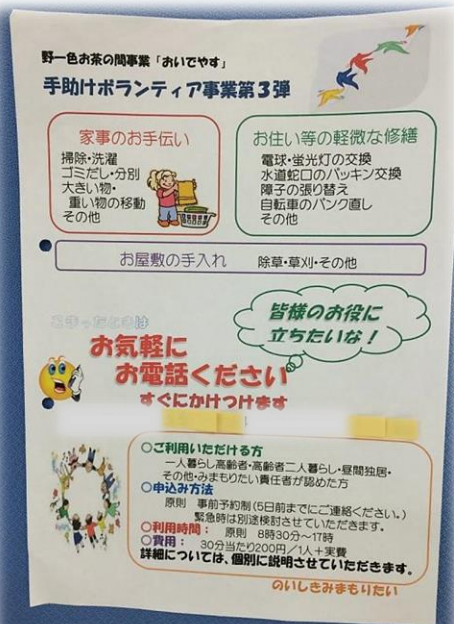 野一色お茶の間事業「おいでやす」
手助けボランティア事業第3弾
家事のお手伝い
掃除・洗濯
ゴミだし・分別
大きい物・
重い物の移動
その他
お住い等の軽微な修繕
電球・蛍光灯の交換
水道蛇口のパッキン交換
障子の張り替え
自転車のパンク直し
その他
お屋敷の手入れ 除草・草刈・その他
皆様のお役に
立ちたいな！
こまったときは
お気軽に
お電話ください
すぐにかけつけます
○ご利用いただける方
一人暮らし高齢者・高齢者二人暮らし・昼間独居・
その他・みまもりたい責任者が認めた方
○申込み方法
原則 事前予約制（5日前までにご連絡ください。）
緊急時は別途検討させていただきます。
○利用時間： 原則 8時30分～17時
○費用： 30分当たり200円／1人＋実費
詳細については、個別に説明させていただきます。
のいしきみまもりたい